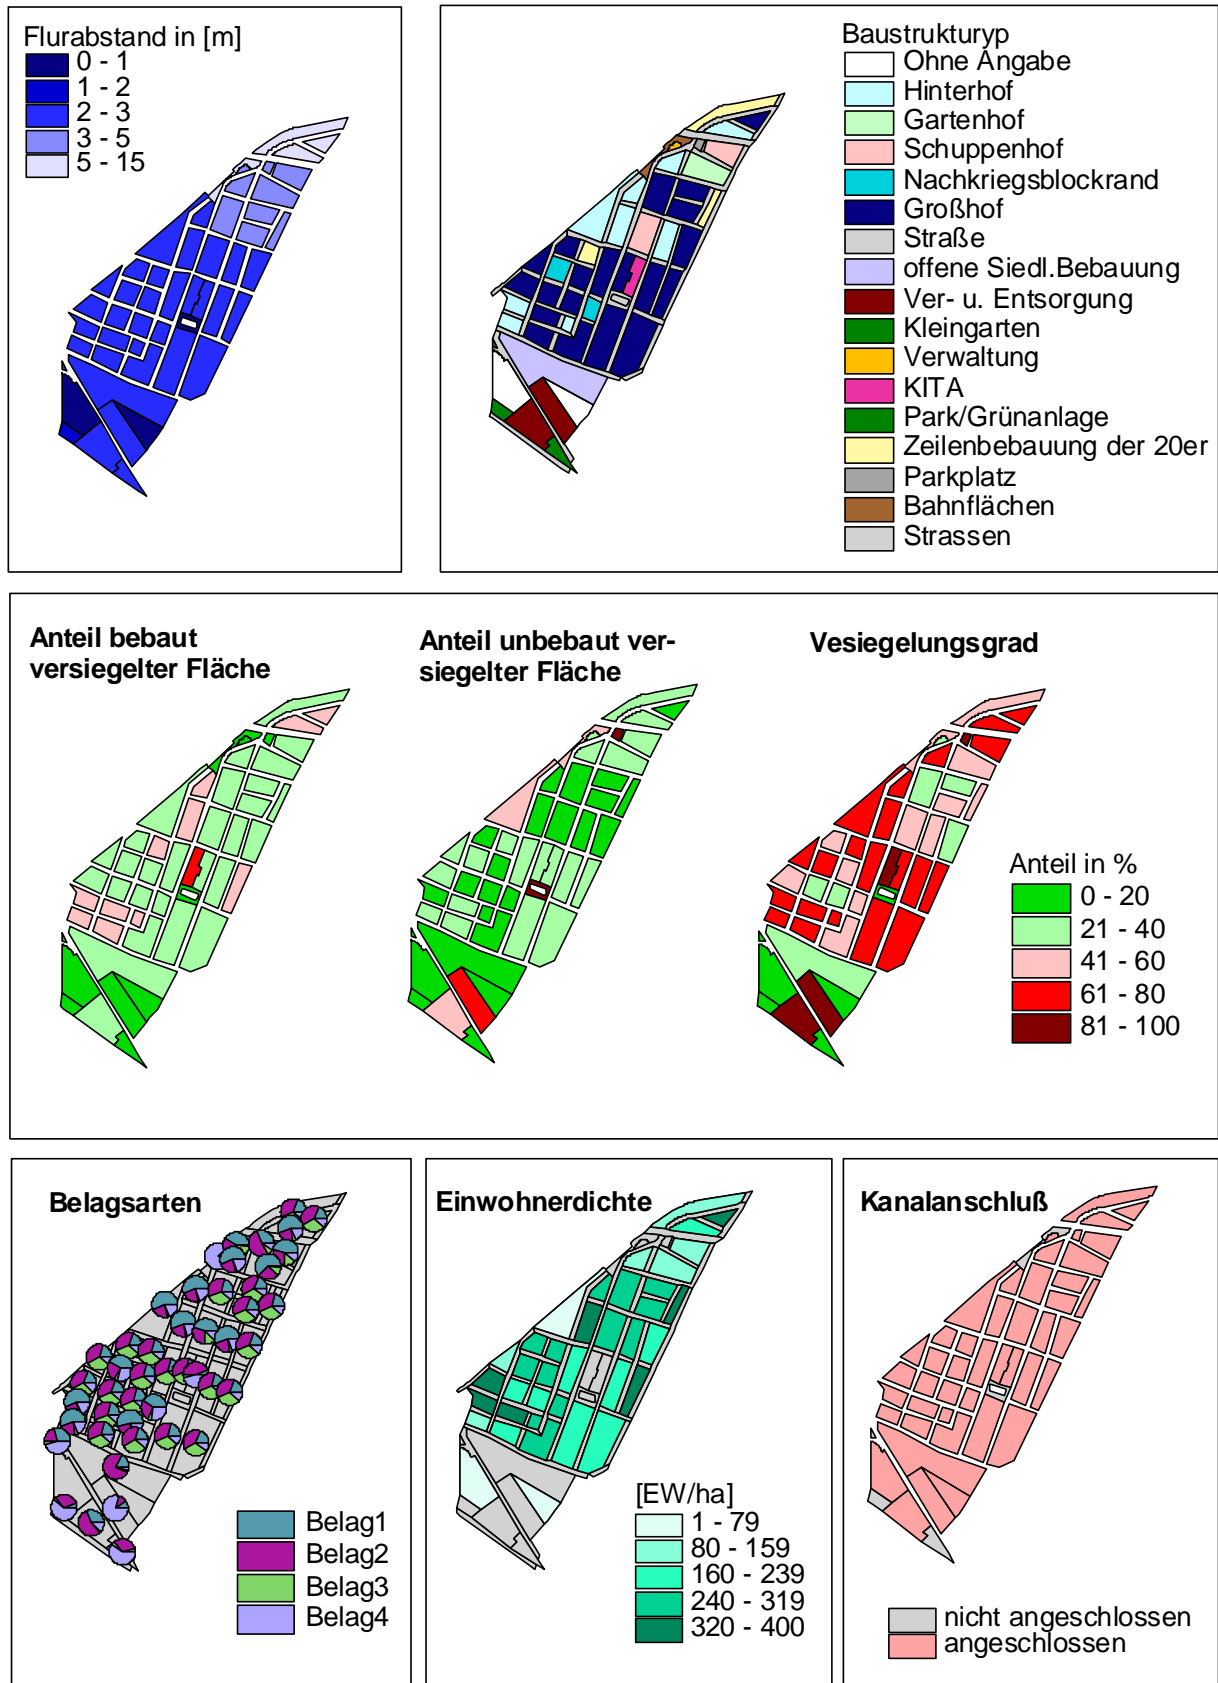 Flurabstand in [m]
0 - 1
1 - 2
2 - 3
3 - 5
5 - 15
Baustrukturyp
Ohne Angabe
Hinterhof
Gartenhof
Schuppenhof
Nachkriegsblockrand
Großhof
Straße
offene Siedl.Bebauung
Ver- u. Entsorgung
Kleingarten
Verwaltung
KITA
Park/Grünanlage
Zeilenbebauung der 20er
Parkplatz
Bahnflächen
Strassen
Anteil bebaut
versiegelter Fläche
Anteil unbebaut ver-
siegelter Fläche
Vesiegelungsgrad
Anteil in %
0 - 20
21 - 40
41 - 60
61 - 80
81 - 100
Belagsarten
Belag1
Belag2
Belag3
Belag4
Einwohnerdichte
[EW/ha]
1 - 79
80 - 159
160 - 239
240 - 319
320 - 400
Kanalanschluß
nicht angeschlossen
angeschlossen